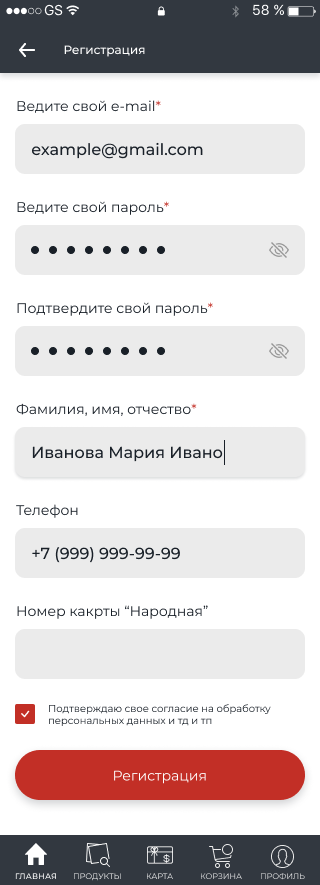 GS 58 %
Регистрация
Ведите свой e-mail*
example@gmail.com
Ведите свой пароль*
Подтвердите свой пароль*
Фамилия, имя, отчество*
Иванова Мария Ивано
Телефон
+7 (999) 999-99-99
Номер какрты “Народная”
Подтверждаю свое согласие на обработку
персональных данных и тд и тп
Регистрация
ГЛАВНАЯ ПРОДУКТЫ КАРТА КОРЗИНА ПРОФИЛЬ